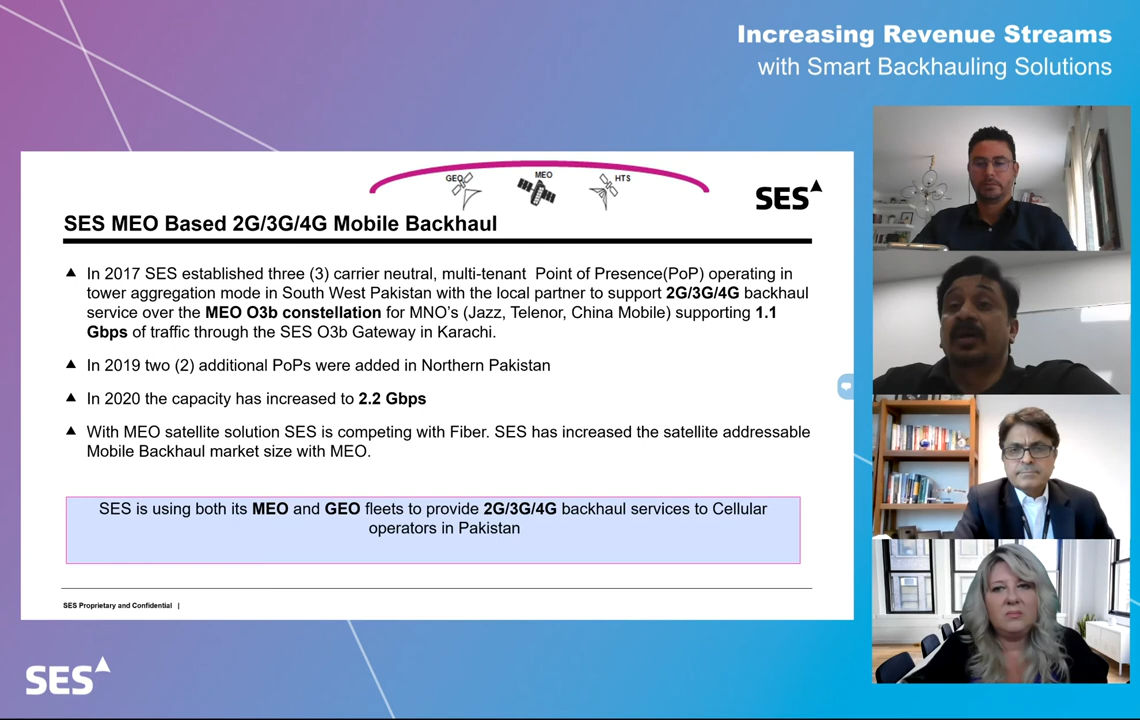 Increasing Revenue Streams
with Smart Backhauling Solutions
GEO
MEO
HTS
SES
SES MEO Based 2G/3G/4G Mobile Backhaul
In 2017 SES established three (3) carrier neutral, multi-tenant Point of Presence(PoP) operating in
tower aggregation mode in South West Pakistan with the local partner to support 2G/3G/4G backhaul
service over the MEO O3b constellation for MNO's (Jazz, Telenor, China Mobile) supporting 1.1
Gbps of traffic through the SES O3b Gateway in Karachi.
In 2019 two (2) additional PoPs were added in Northern Pakistan
In 2020 the capacity has increased to 2.2 Gbps
With MEO satellite solution SES is competing with Fiber. SES has increased the satellite addressable
Mobile Backhaul market size with MEO.
SES is using both its MEO and GEO fleets to provide 2G/3G/4G backhaul services to Cellular
operators in Pakistan
SES Proprietary and Confidential |
SES